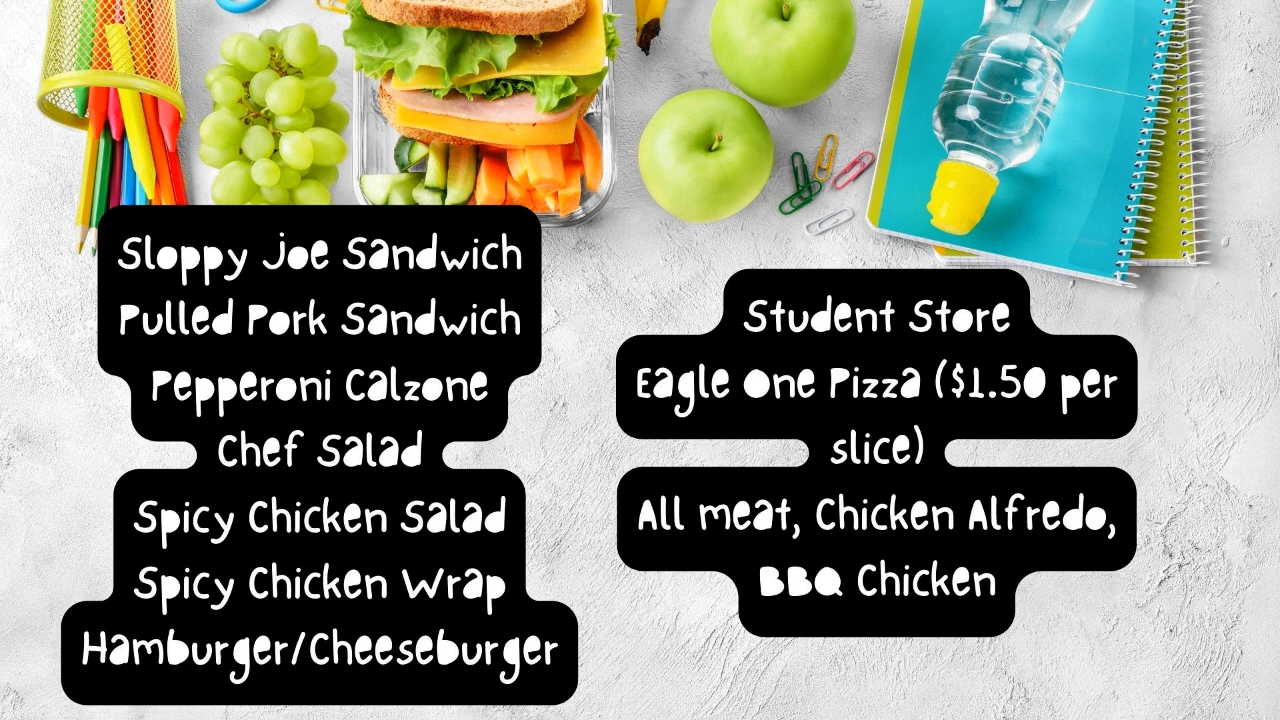 Sloppy Joe Sandwich
Pulled Pork Sandwich
Pepperoni Calzone
Chef Salad
Spicy Chicken Salad
Spicy Chicken Wrap
Hamburger/Cheeseburger
Student Store
Eagle One Pizza ($1.50 per
slice)
All meat, Chicken Alfredo,
BBQ Chicken